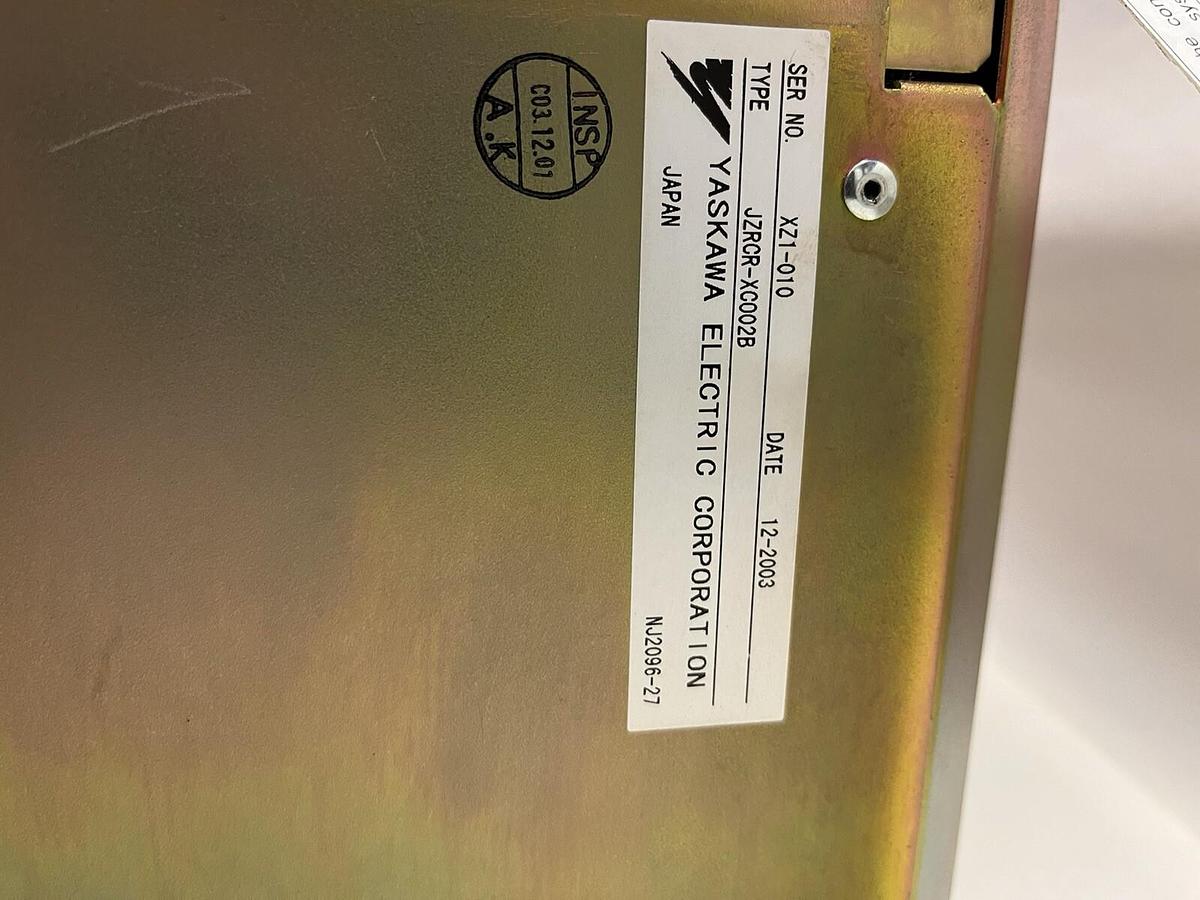 SER NO. XZ1-010 DATE 12-2003
TYPE JZRCR-XC002B
YASKAWA ELECTRIC CORPORATION
JAPAN NJ2096-27
INSP
C03.12.01
A.K